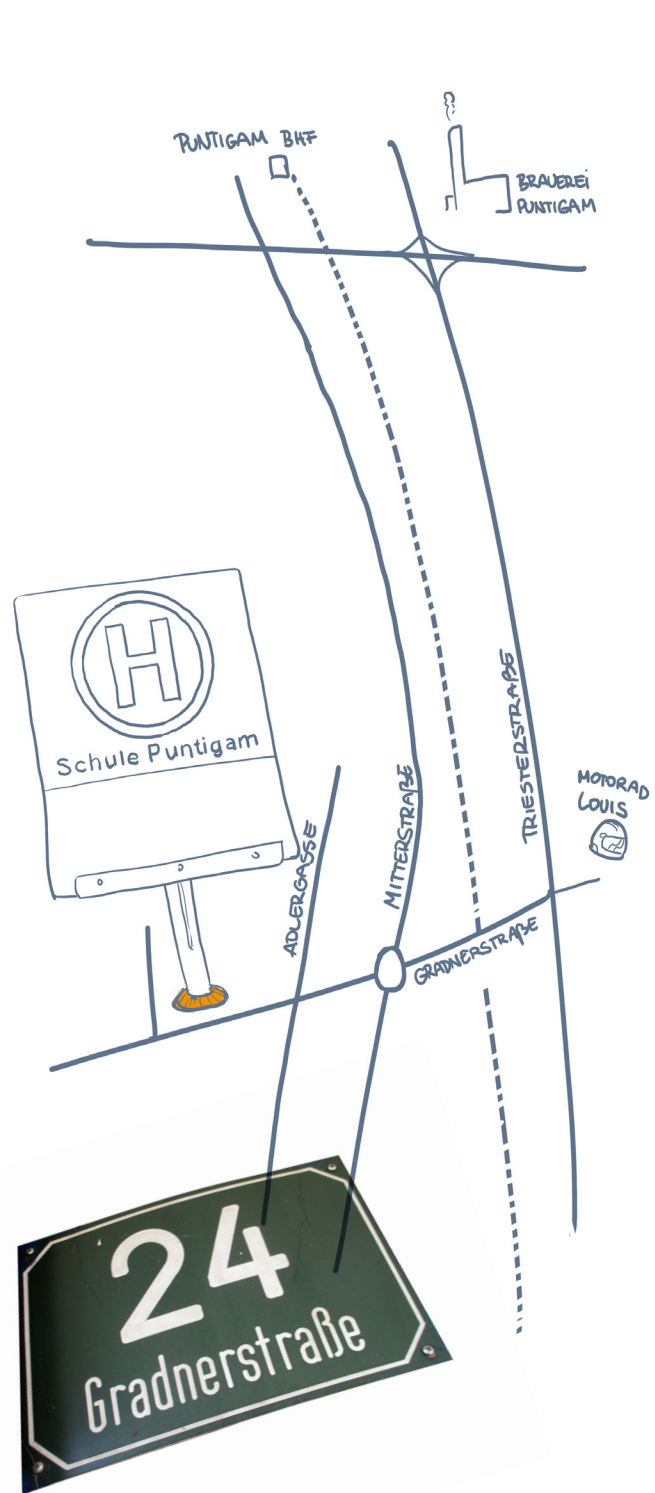 PUNTIGAM BHF
BRAUEREi
PUNTIGAM
H
Schule Puntigam
TRIESTERSTRAßE
MOTORAD
LOUIS
MITTERSTRAßE
ADLERGASSE
GRADNERSTRAßE
24
Gradnerstraße